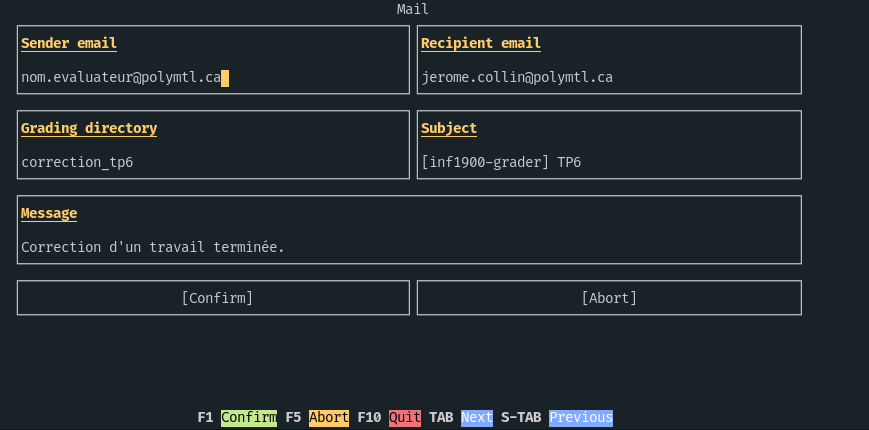 Mail
Sender email
Recipient email
nom.evaluateur@polymtl.ca
jerome.collin@polymtl.ca
Grading directory
Subject
correction_tp6
[inf1900-grader] TP6
Message
Correction d'un travail terminée.
[Confirm]
[Abort]
F1 Confirm F5 Abort F10 Quit TAB Next S-TAB Previous